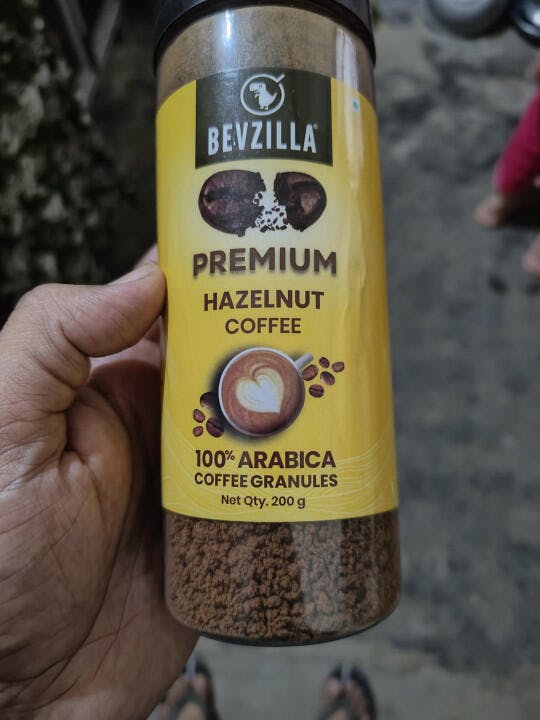 BEVZILLA
PREMIUM
HAZELNUT
COFFEE
100% ARABICA
COFFEE GRANULES
Net Qty. 200 g